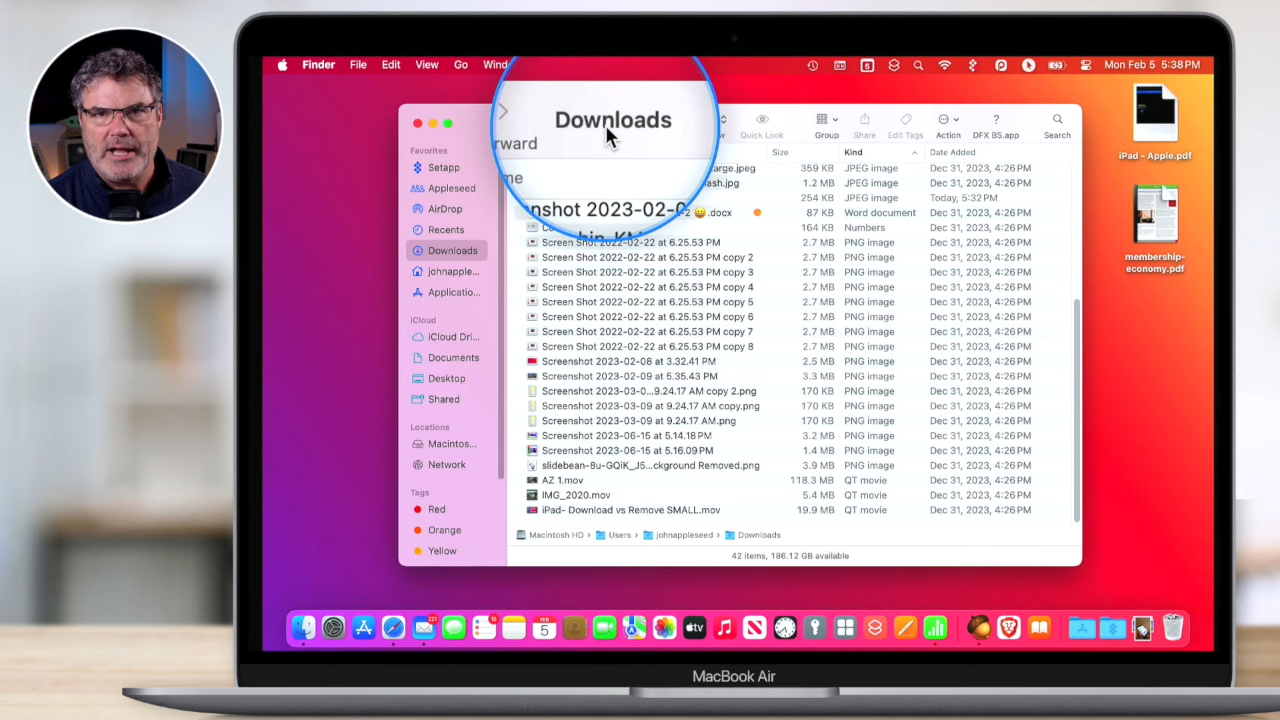 Finder File Edit View Go Wind
5
Mon Feb 5 5:38 PM
Downloads
rward
me
nshot 2023-02-0
Quick Look
Group
Share
Edit Tags
Action
DFX BS.app
Search
Favorites
Setapp
Appleseed
AirDrop
Recents
Downloads
johnapple...
Applicatio...
iCloud
iCloud Dri...
Documents
Desktop
Shared
Locations
Macintos...
Network
Tags
Red
Orange
Yellow
Size Kind Date Added
arge.jpeg 359 KB JPEG image Dec 31, 2023, 4:26 PM
ash.jpg 1.2 MB JPEG image Dec 31, 2023, 4:26 PM
254 KB JPEG image Today, 5:32 PM
-2 😀.docx 87 KB Word document Dec 31, 2023, 4:26 PM
164 KB Numbers Dec 31, 2023, 4:26 PM
Screen Shot 2022-02-22 at 6.25.53 PM 2.7 MB PNG image Dec 31, 2023, 4:26 PM
Screen Shot 2022-02-22 at 6.25.53 PM copy 2 2.7 MB PNG image Dec 31, 2023, 4:26 PM
Screen Shot 2022-02-22 at 6.25.53 PM copy 3 2.7 MB PNG image Dec 31, 2023, 4:26 PM
Screen Shot 2022-02-22 at 6.25.53 PM copy 4 2.7 MB PNG image Dec 31, 2023, 4:26 PM
Screen Shot 2022-02-22 at 6.25.53 PM copy 5 2.7 MB PNG image Dec 31, 2023, 4:26 PM
Screen Shot 2022-02-22 at 6.25.53 PM copy 6 2.7 MB PNG image Dec 31, 2023, 4:26 PM
Screen Shot 2022-02-22 at 6.25.53 PM copy 7 2.7 MB PNG image Dec 31, 2023, 4:26 PM
Screen Shot 2022-02-22 at 6.25.53 PM copy 8 2.7 MB PNG image Dec 31, 2023, 4:26 PM
Screenshot 2023-02-08 at 3.32.41 PM 2.5 MB PNG image Dec 31, 2023, 4:26 PM
Screenshot 2023-02-09 at 5.35.43 PM 3.3 MB PNG image Dec 31, 2023, 4:26 PM
Screenshot 2023-03-0...9.24.17 AM copy 2.png 170 KB PNG image Dec 31, 2023, 4:26 PM
Screenshot 2023-03-09 at 9.24.17 AM copy.png 170 KB PNG image Dec 31, 2023, 4:26 PM
Screenshot 2023-03-09 at 9.24.17 AM.png 170 KB PNG image Dec 31, 2023, 4:26 PM
Screenshot 2023-06-15 at 5.14.18 PM 3.2 MB PNG image Dec 31, 2023, 4:26 PM
Screenshot 2023-06-15 at 5.16.09 PM 1.4 MB PNG image Dec 31, 2023, 4:26 PM
slidebean-8u-GQiK_J5...ckground Removed.png 3.9 MB PNG image Dec 31, 2023, 4:26 PM
AZ 1.mov 118.3 MB QT movie Dec 31, 2023, 4:26 PM
IMG_2020.mov 5.4 MB QT movie Dec 31, 2023, 4:26 PM
iPad- Download vs Remove SMALL.mov 19.9 MB QT movie Dec 31, 2023, 4:26 PM
Macintosh HD › Users › johnappleseed › Downloads
42 items, 186.12 GB available
iPad - Apple.pdf
membership-
economy.pdf
221
FEB
5
tv
MacBook Air